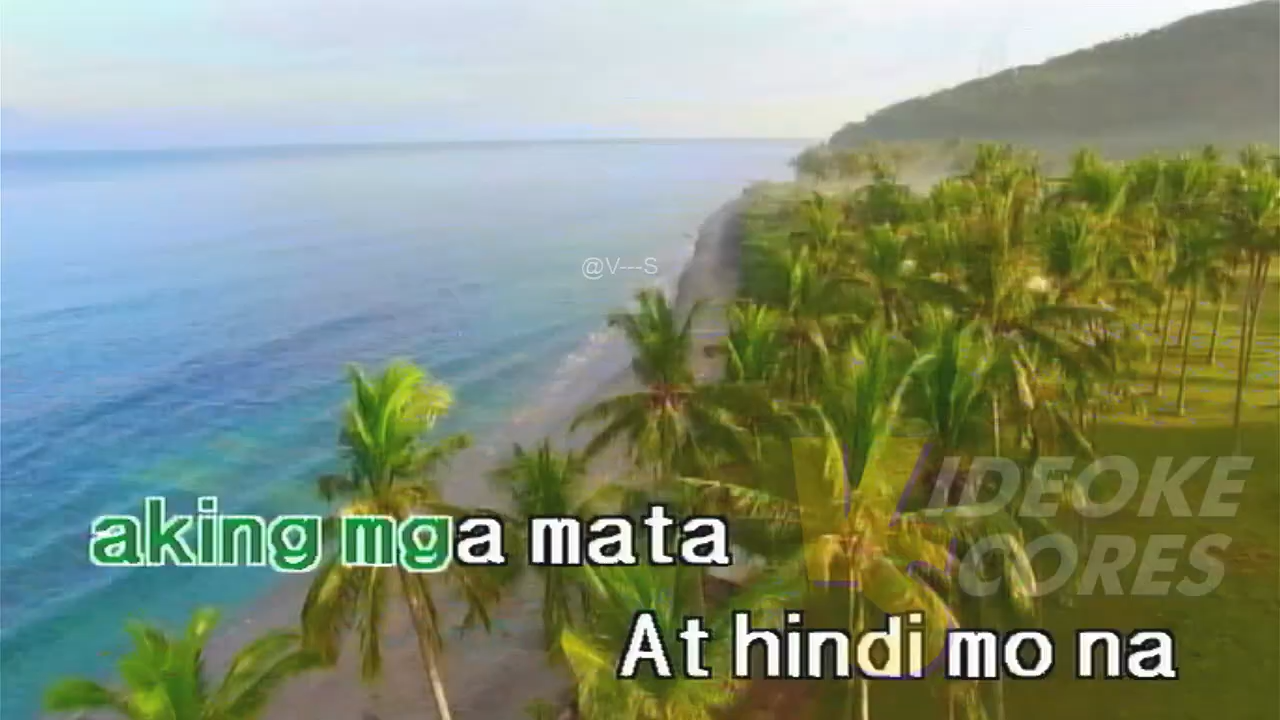 @V---S
aking mga mata
At hindi mo na
VIDEOKE
SCORES